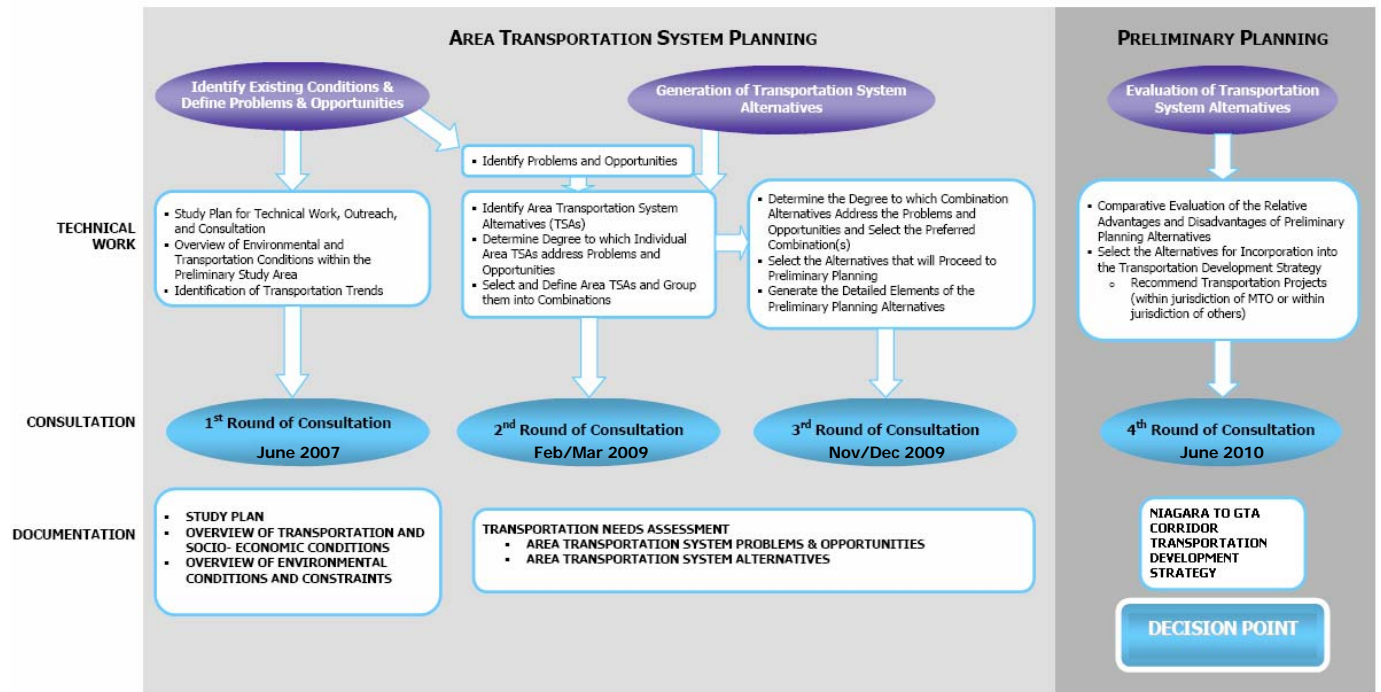 AREA TRANSPORTATION SYSTEM PLANNING
PRELIMINARY PLANNING
Identify Existing Conditions &
Define Problems & Opportunities
Generation of Transportation System
Alternatives
Evaluation of Transportation
System Alternatives
TECHNICAL
WORK
▪ Identify Problems and Opportunities
▪ Study Plan for Technical Work, Outreach,
and Consultation
▪ Overview of Environmental and
Transportation Conditions within the
Preliminary Study Area
▪ Identification of Transportation Trends
▪ Identify Area Transportation System
Alternatives (TSAs)
▪ Determine Degree to which Individual
Area TSAs address Problems and
Opportunities
▪ Select and Define Area TSAs and Group
them into Combinations
▪ Determine the Degree to which Combination
Alternatives Address the Problems and
Opportunities and Select the Preferred
Combination(s)
▪ Select the Alternatives that will Proceed to
Preliminary Planning
▪ Generate the Detailed Elements of the
Preliminary Planning Alternatives
▪ Comparative Evaluation of the Relative
Advantages and Disadvantages of Preliminary
Planning Alternatives
▪ Select the Alternatives for Incorporation into
the Transportation Development Strategy
o Recommend Transportation Projects
(within jurisdiction of MTO or within
jurisdiction of others)
CONSULTATION
1st Round of Consultation
June 2007
2nd Round of Consultation
Feb/Mar 2009
3rd Round of Consultation
Nov/Dec 2009
4th Round of Consultation
June 2010
DOCUMENTATION
▪ STUDY PLAN
▪ OVERVIEW OF TRANSPORTATION AND
SOCIO- ECONOMIC CONDITIONS
▪ OVERVIEW OF ENVIRONMENTAL
CONDITIONS AND CONSTRAINTS
TRANSPORTATION NEEDS ASSESSMENT
▪ AREA TRANSPORTATION SYSTEM PROBLEMS & OPPORTUNITIES
▪ AREA TRANSPORTATION SYSTEM ALTERNATIVES
NIAGARA TO GTA
CORRIDOR
TRANSPORTATION
DEVELOPMENT
STRATEGY
DECISION POINT